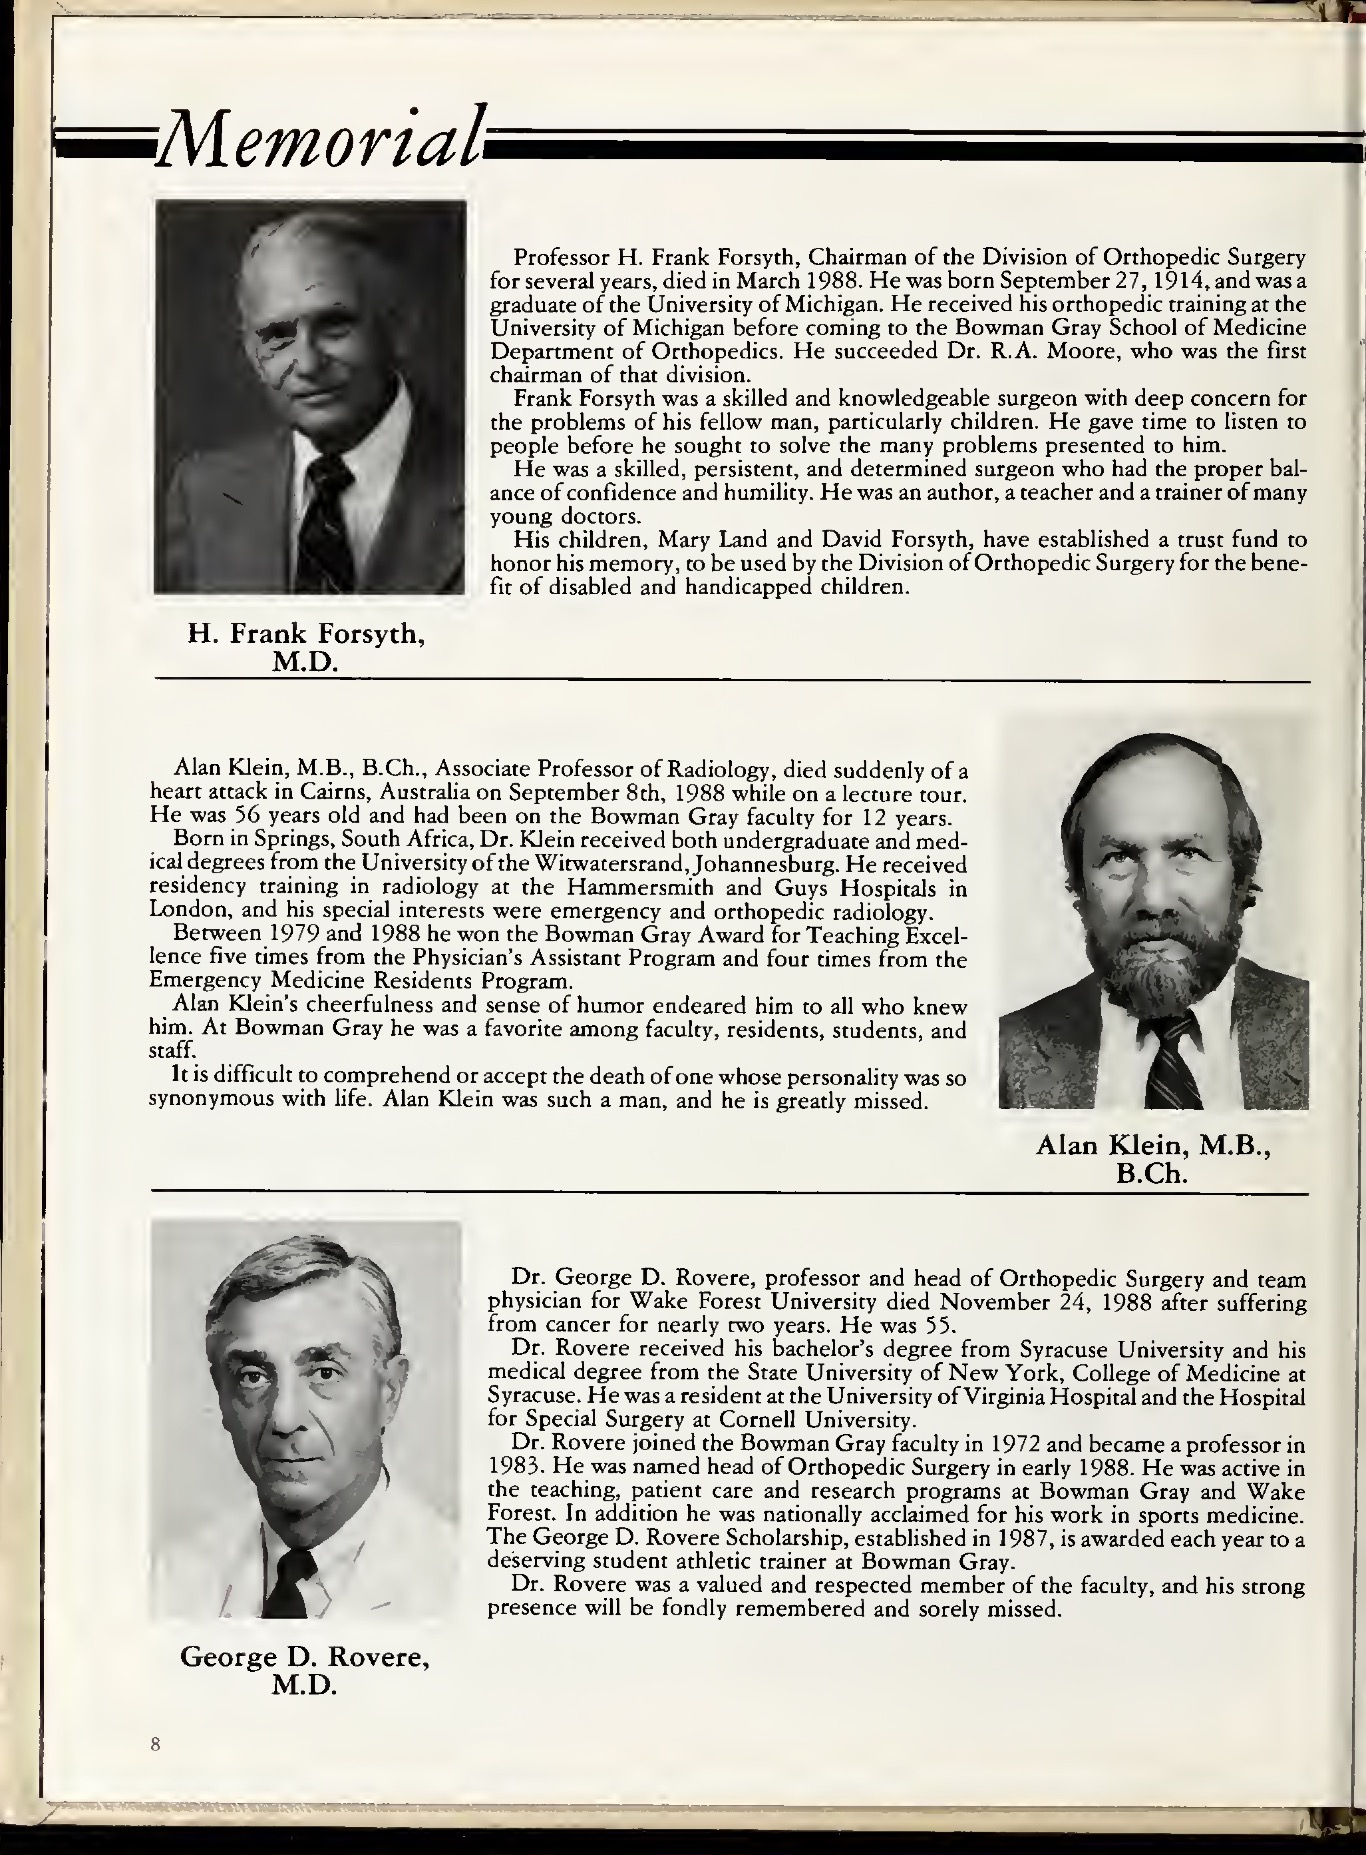 Memorial
Professor H. Frank Forsyth, Chairman of the Division of Orthopedic Surgery
for several years, died in March 1988. He was born September 27, 1914, and was a
graduate of the University of Michigan. He received his orthopedic training at the
University of Michigan before coming to the Bowman Gray School of Medicine
Department of Orthopedics. He succeeded Dr. R.A. Moore, who was the first
chairman of that division.
Frank Forsyth was a skilled and knowledgeable surgeon with deep concern for
the problems of his fellow man, particularly children. He gave time to listen to
people before he sought to solve the many problems presented to him.
He was a skilled, persistent, and determined surgeon who had the proper bal-
ance of confidence and humility. He was an author, a teacher and a trainer of many
young doctors.
His children, Mary Land and David Forsyth, have established a trust fund to
honor his memory, to be used by the Division of Orthopedic Surgery for the bene-
fit of disabled and handicapped children.
H. Frank Forsyth,
M.D.
Alan Klein, M.B., B.Ch., Associate Professor of Radiology, died suddenly of a
heart attack in Cairns, Australia on September 8th, 1988 while on a lecture tour.
He was 56 years old and had been on the Bowman Gray faculty for 12 years.
Born in Springs, South Africa, Dr. Klein received both undergraduate and med-
ical degrees from the University of the Witwatersrand, Johannesburg. He received
residency training in radiology at the Hammersmith and Guys Hospitals in
London, and his special interests were emergency and orthopedic radiology.
Between 1979 and 1988 he won the Bowman Gray Award for Teaching Excel-
lence five times from the Physician's Assistant Program and four times from the
Emergency Medicine Residents Program.
Alan Klein's cheerfulness and sense of humor endeared him to all who knew
him. At Bowman Gray he was a favorite among faculty, residents, students, and
staff.
It is difficult to comprehend or accept the death of one whose personality was so
synonymous with life. Alan Klein was such a man, and he is greatly missed.
Alan Klein, M.B.,
B.Ch.
Dr. George D. Rovere, professor and head of Orthopedic Surgery and team
physician for Wake Forest University died November 24, 1988 after suffering
from cancer for nearly two years. He was 55.
Dr. Rovere received his bachelor's degree from Syracuse University and his
medical degree from the State University of New York, College of Medicine at
Syracuse. He was a resident at the University of Virginia Hospital and the Hospital
for Special Surgery at Cornell University.
Dr. Rovere joined the Bowman Gray faculty in 1972 and became a professor in
1983. He was named head of Orthopedic Surgery in early 1988. He was active in
the teaching, patient care and research programs at Bowman Gray and Wake
Forest. In addition he was nationally acclaimed for his work in sports medicine.
The George D. Rovere Scholarship, established in 1987, is awarded each year to a
deserving student athletic trainer at Bowman Gray.
Dr. Rovere was a valued and respected member of the faculty, and his strong
presence will be fondly remembered and sorely missed.
George D. Rovere,
M.D.
8